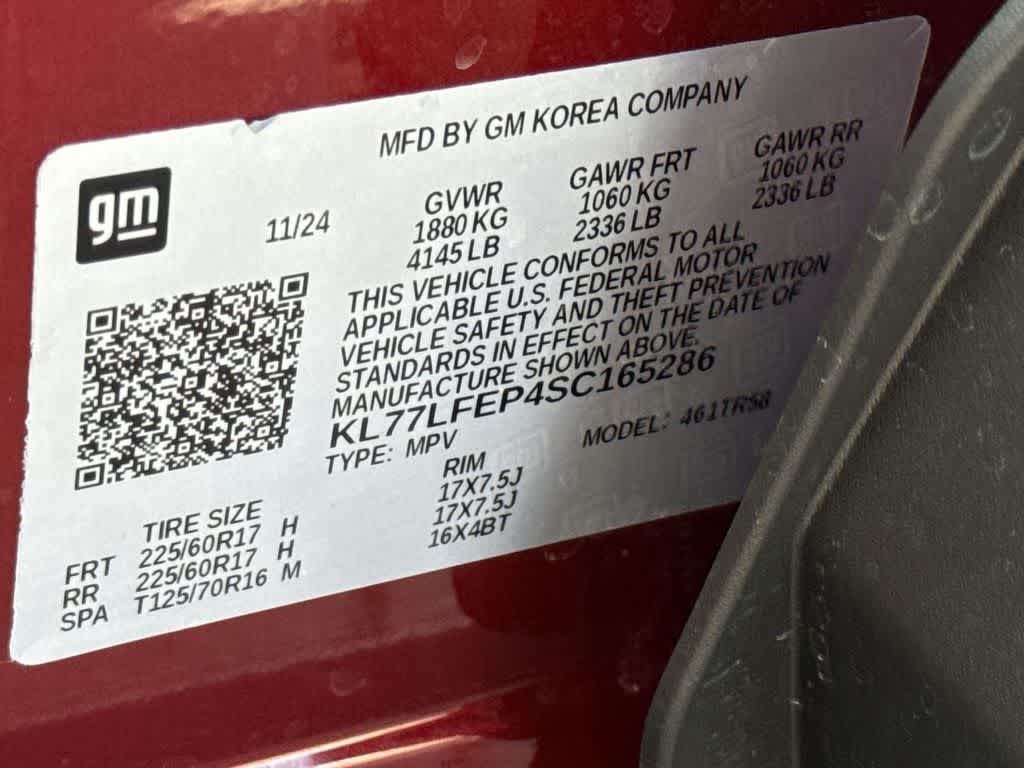 MFD BY GM KOREA COMPANY
gm
11/24
GVWR
1880 KG
4145 LB
GAWR FRT
1060 KG
2336 LB
GAWR RR
1060 KG
2336 LB
THIS VEHICLE CONFORMS TO ALL
APPLICABLE U.S. FEDERAL MOTOR
VEHICLE SAFETY AND THEFT PREVENTION
STANDARDS IN EFFECT ON THE DATE OF
MANUFACTURE SHOWN ABOVE.
KL77LFEP4SC165286
TYPE: MPV
MODEL: 461TR58
TIRE SIZE RIM
FRT 225/60R17 H 17X7.5J
RR 225/60R17 H 17X7.5J
SPA T125/70R16 M 16X4BT